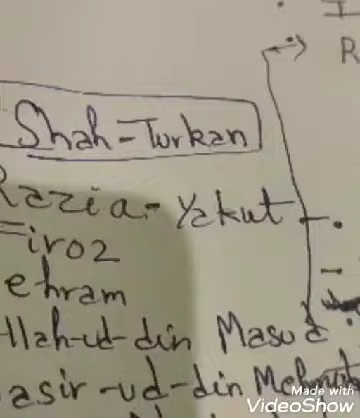 R
Shah-Turkan
Razia - Yakut
Firoz
ehram
llah-ud-din Masud
asir-ud-din
Made with
VideoShow